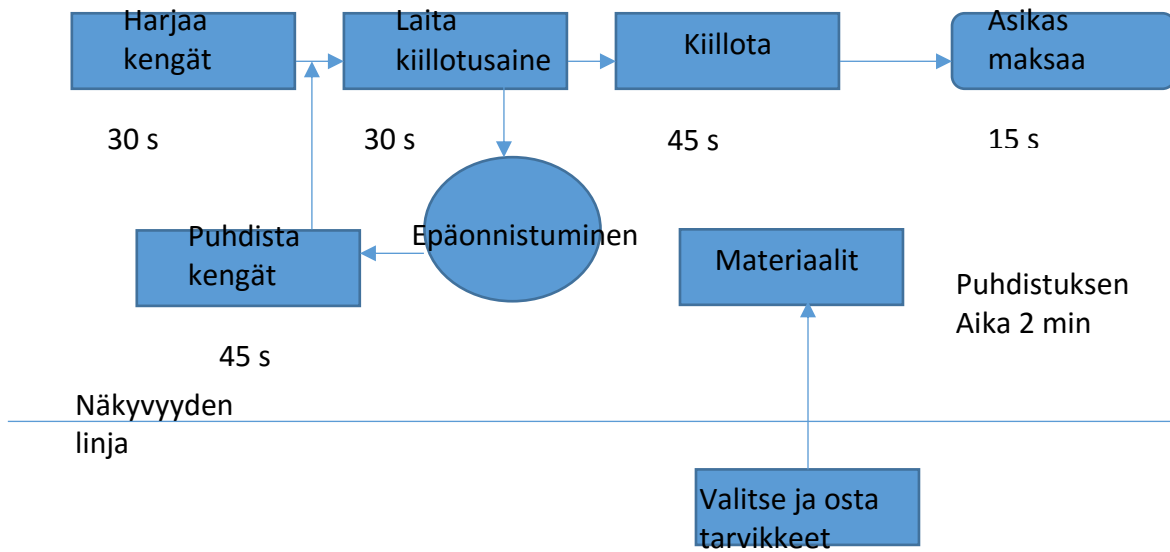 Harjaa
kengät
Laita
kiillotusaine
Kiillota
Asikas
maksaa
30 s
30 s
45 s
15 s
Puhdista
kengät
Epäonnistuminen
Materiaalit
Puhdistuksen
Aika 2 min
45 s
Näkyvyyden
linja
Valitse ja osta
tarvikkeet